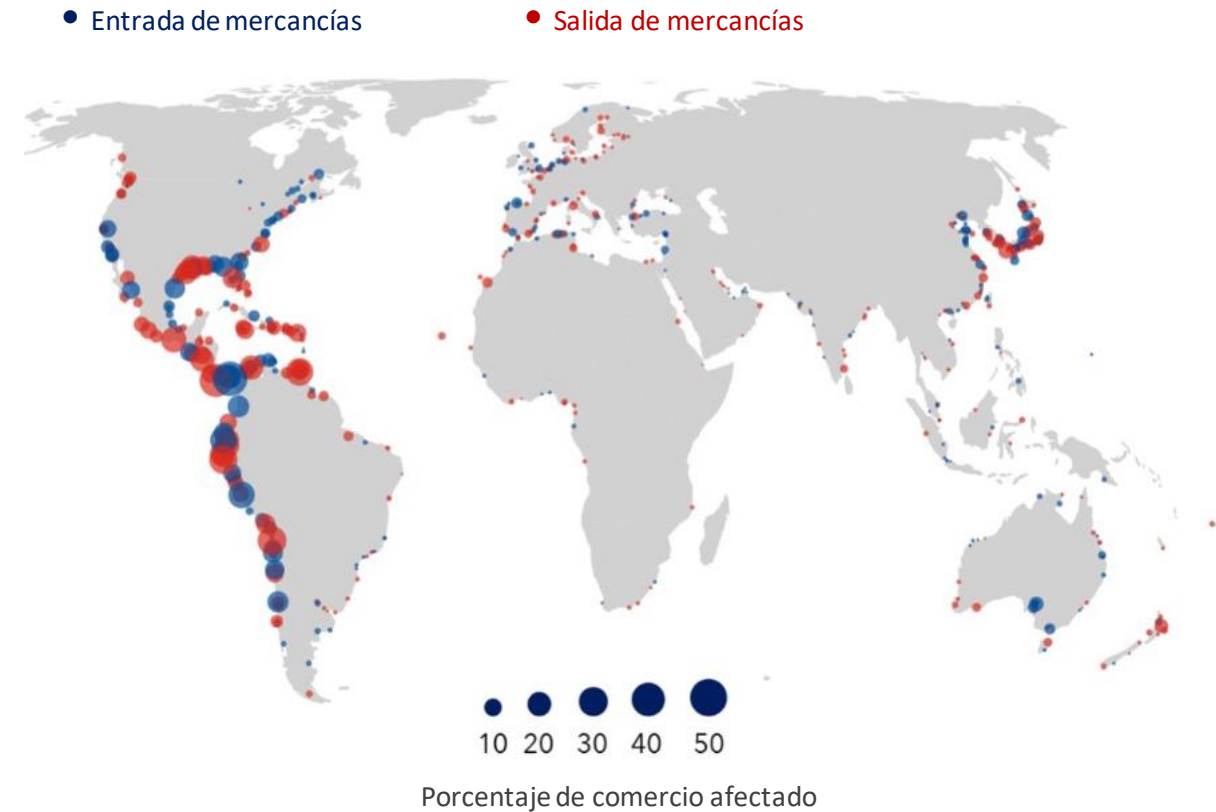 Entrada de mercancías
Salida de mercancías
10 20 30 40 50
Porcentaje de comercio afectado